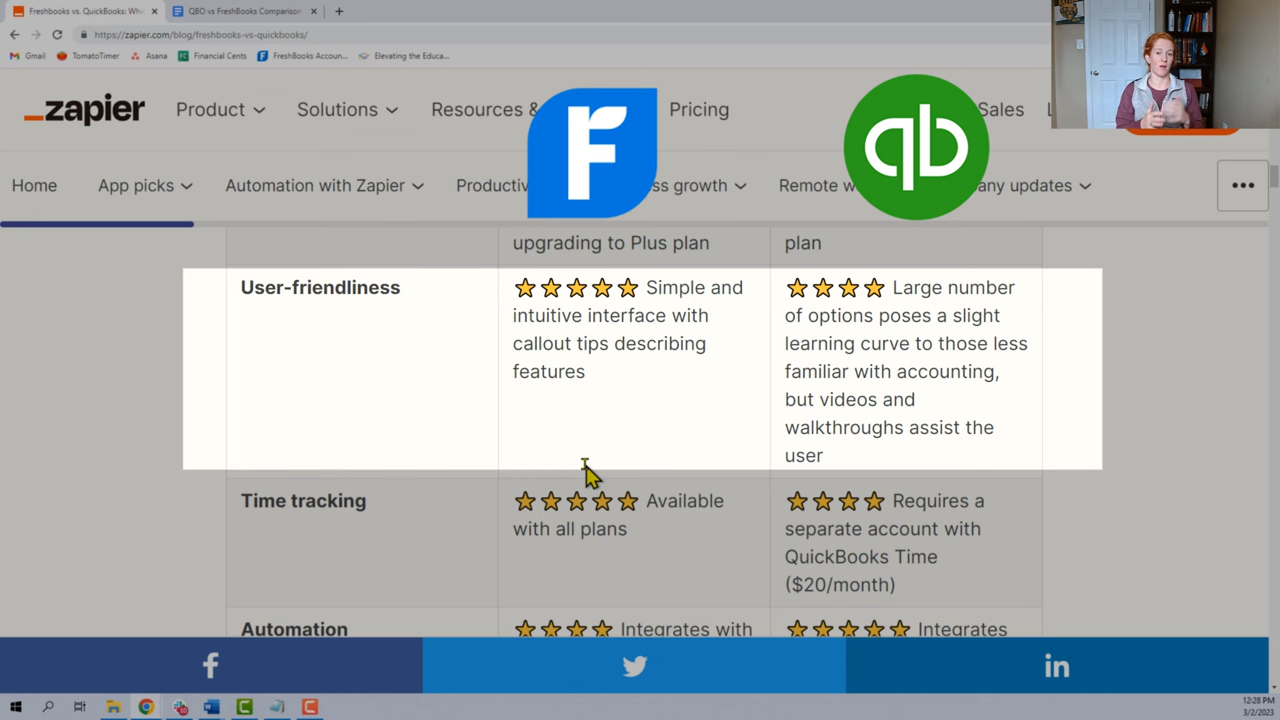 Freshbooks vs. QuickBooks: Whi
QBO vs FreshBooks Comparison
https://zapier.com/blog/freshbooks-vs-quickbooks/
Gmail
TomatoTimer
Asana
Financial Cents
FreshBooks Accoun...
Elevating the Educa...
zapier
Product
Solutions
Resources &
Pricing
Sales
Home
App picks
Automation with Zapier
Productiv
ss growth
Remote w
any updates
F
qb
upgrading to Plus plan
plan
User-friendliness
Simple and
intuitive interface with
callout tips describing
features
Large number
of options poses a slight
learning curve to those less
familiar with accounting,
but videos and
walkthroughs assist the
user
Time tracking
Available
with all plans
Requires a
separate account with
QuickBooks Time
($20/month)
Automation
Integrates with
Integrates
f
in
12:28 PM
3/2/2023